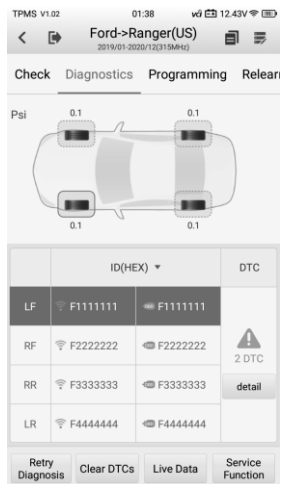 TPMS V1.02 01:38 12.43V
Ford->Ranger(US)
2019/01-2020/12(315MHz)
Check Diagnostics Programming Relear
Psi 0.1 0.1
0.1 0.1
ID(HEX) DTC
LF F1111111 F1111111
RF F2222222 F2222222
2 DTC
RR F3333333 F3333333 detail
LR F4444444 F4444444
Retry Diagnosis Clear DTCs Live Data Service Function